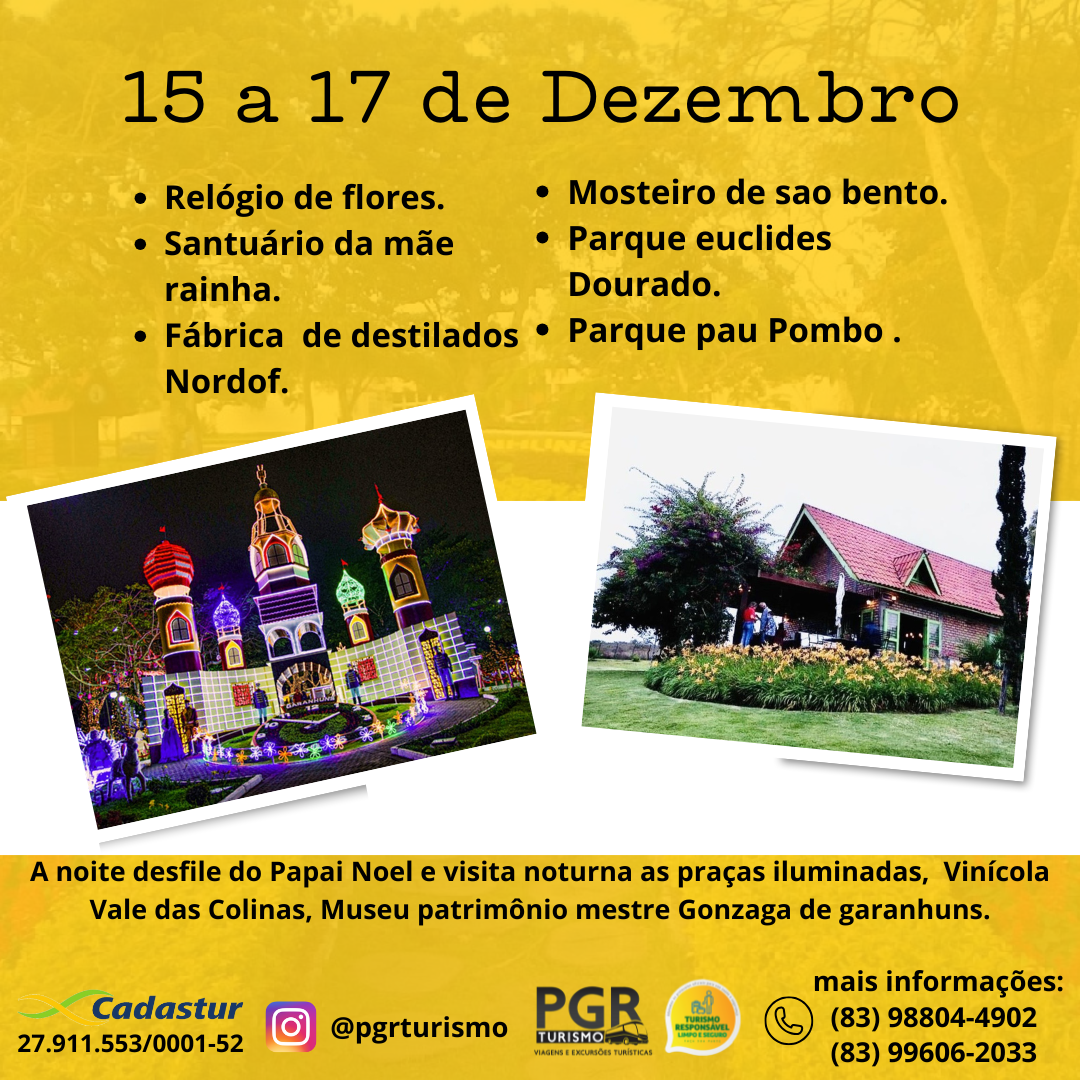 15 a 17 de Dezembro
• Relógio de flores.
• Santuário da mãe
rainha.
• Fábrica  de destilados
Nordof.
• Mosteiro de sao bento.
• Parque euclides
Dourado.
• Parque pau Pombo .
GARANHUNS
12
A noite desfile do Papai Noel e visita noturna as praças iluminadas,  Vinícola
Vale das Colinas, Museu patrimônio mestre Gonzaga de garanhuns.
Cadastur
27.911.553/0001-52
@pgrturismo
PGR
TURISMO
VIAGENS E EXCURSÕES TURÍSTICAS
TURISMO
RESPONSÁVEL
LIMPO E SEGURO
mais informações:
(83) 98804-4902
(83) 99606-2033